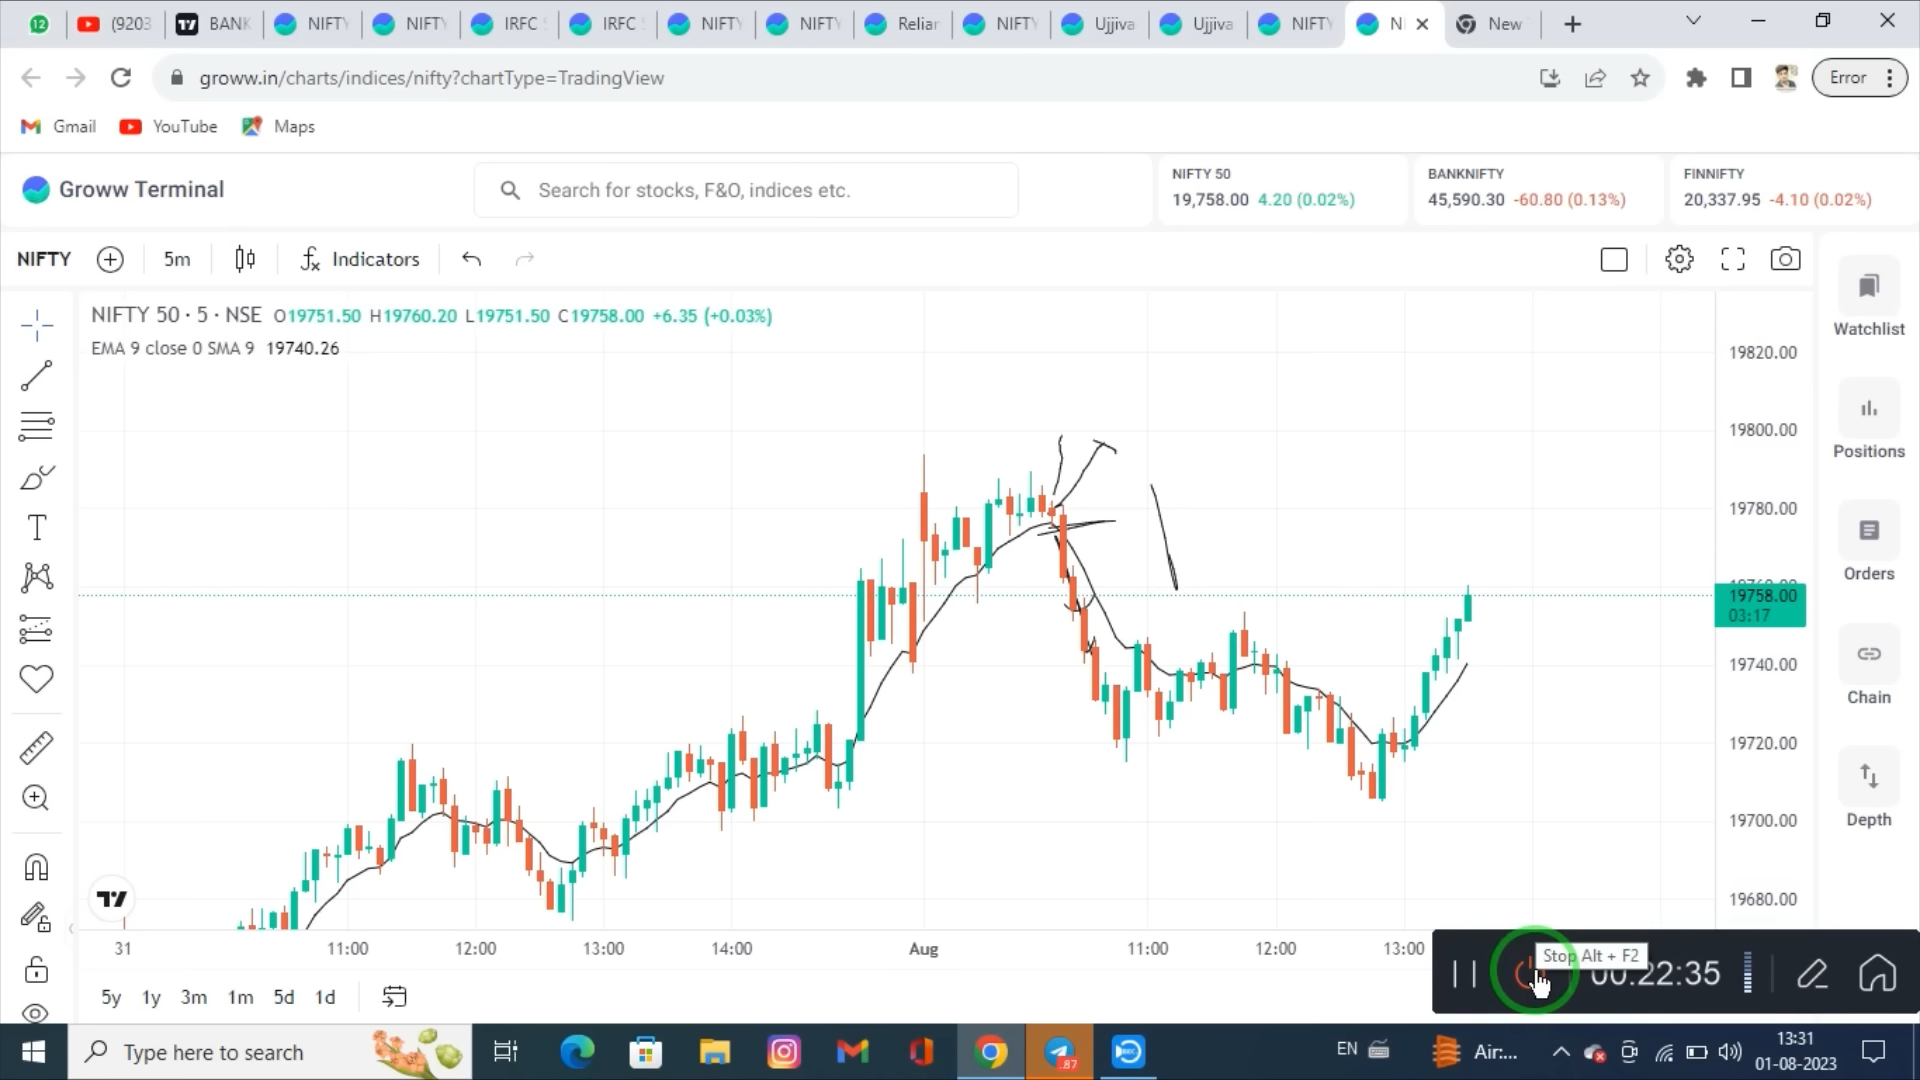 12 (9203 BANK NIFTY NIFTY IRFC S IRFC S NIFTY NIFTY Relian NIFTY Ujjiva Ujjiva NIFTY NI New
groww.in/charts/indices/nifty?chartType=TradingView Error
Gmail YouTube Maps
Groww Terminal Search for stocks, F&O, indices etc.
NIFTY 50
19,758.00 4.20 (0.02%)
BANKNIFTY
45,590.30 -60.80 (0.13%)
FINNIFTY
20,337.95 -4.10 (0.02%)
NIFTY 5m Indicators
NIFTY 50 · 5 · NSE O19751.50 H19760.20 L19751.50 C19758.00 +6.35 (+0.03%)
EMA 9 close 0 SMA 9 19740.26
19820.00
19800.00
19780.00
19760.00
19758.00
03:17
19740.00
19720.00
19700.00
19680.00
Watchlist
Positions
Orders
Chain
Depth
31 11:00 12:00 13:00 14:00 Aug 11:00 12:00 13:00
5y 1y 3m 1m 5d 1d
Stop Alt + F2
00:22:35
Type here to search
87
EN
Air:...
13:31
01-08-2023